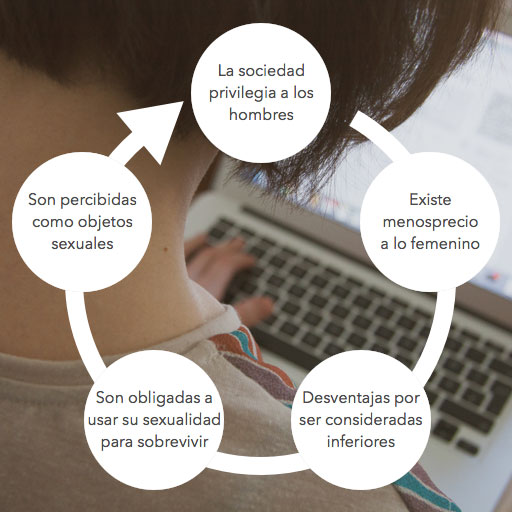 La sociedad
privilegia a los
hombres
Existe
menosprecio
a lo femenino
Desventajas por
ser consideradas
inferiores
Son obligadas a
usar su sexualidad
para sobrevivir
Son percibidas
como objetos
sexuales